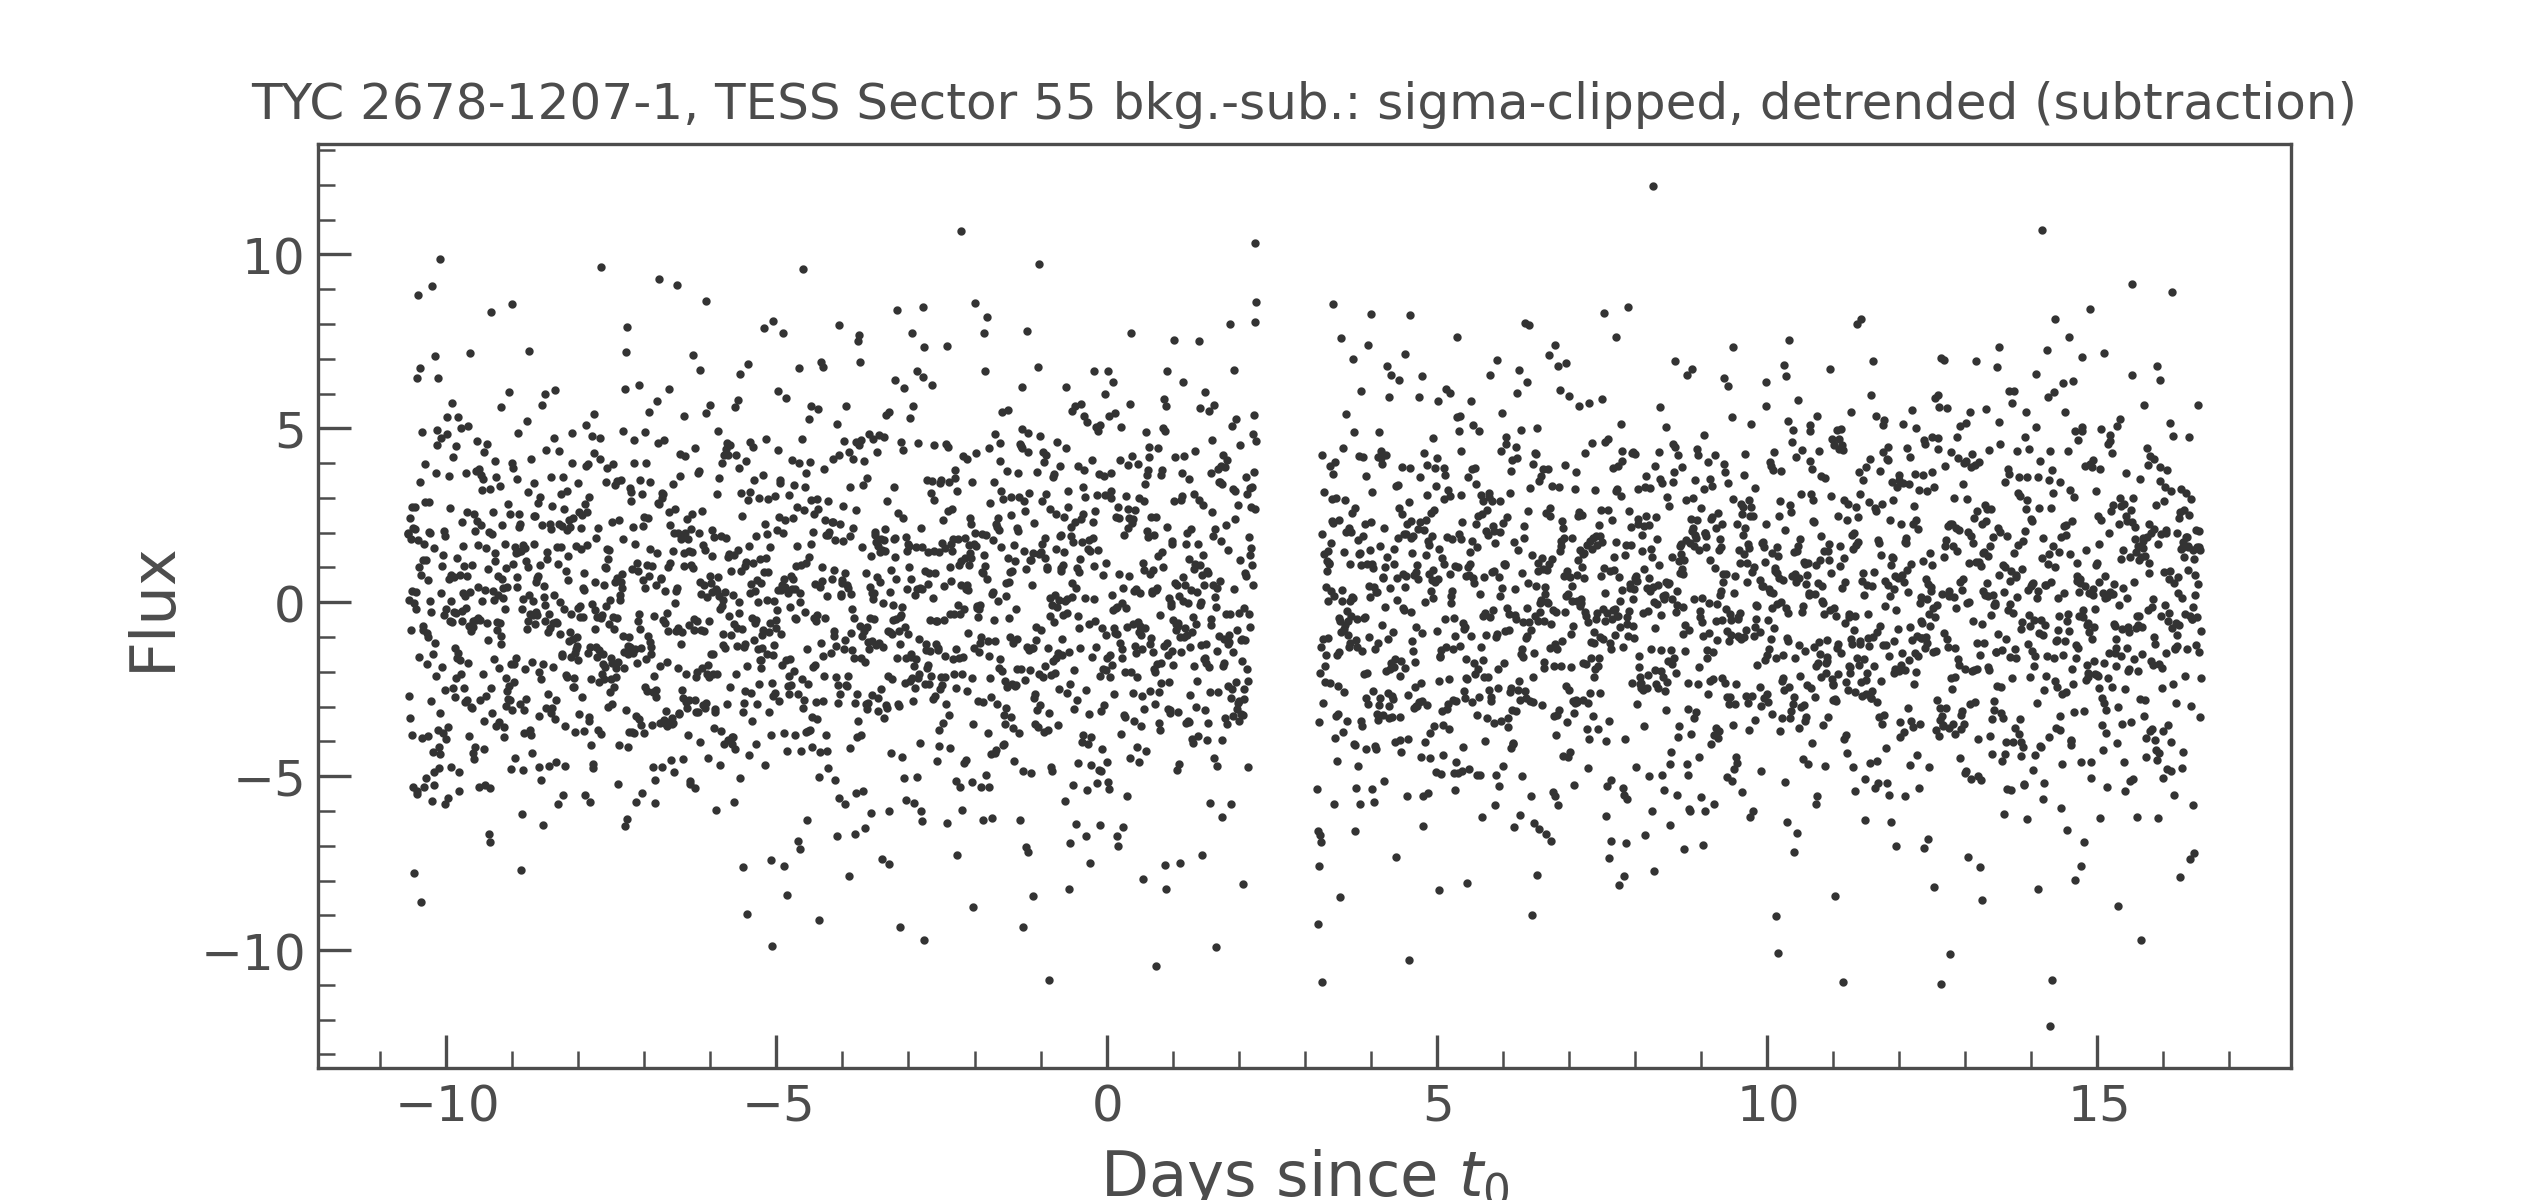 TYC 2678-1207-1, TESS Sector 55 bkg.-sub.: sigma-clipped, detrended (subtraction)
10
5
0
−5
−10
Flux
−10 −5 0 5 10 15
Days since t₀